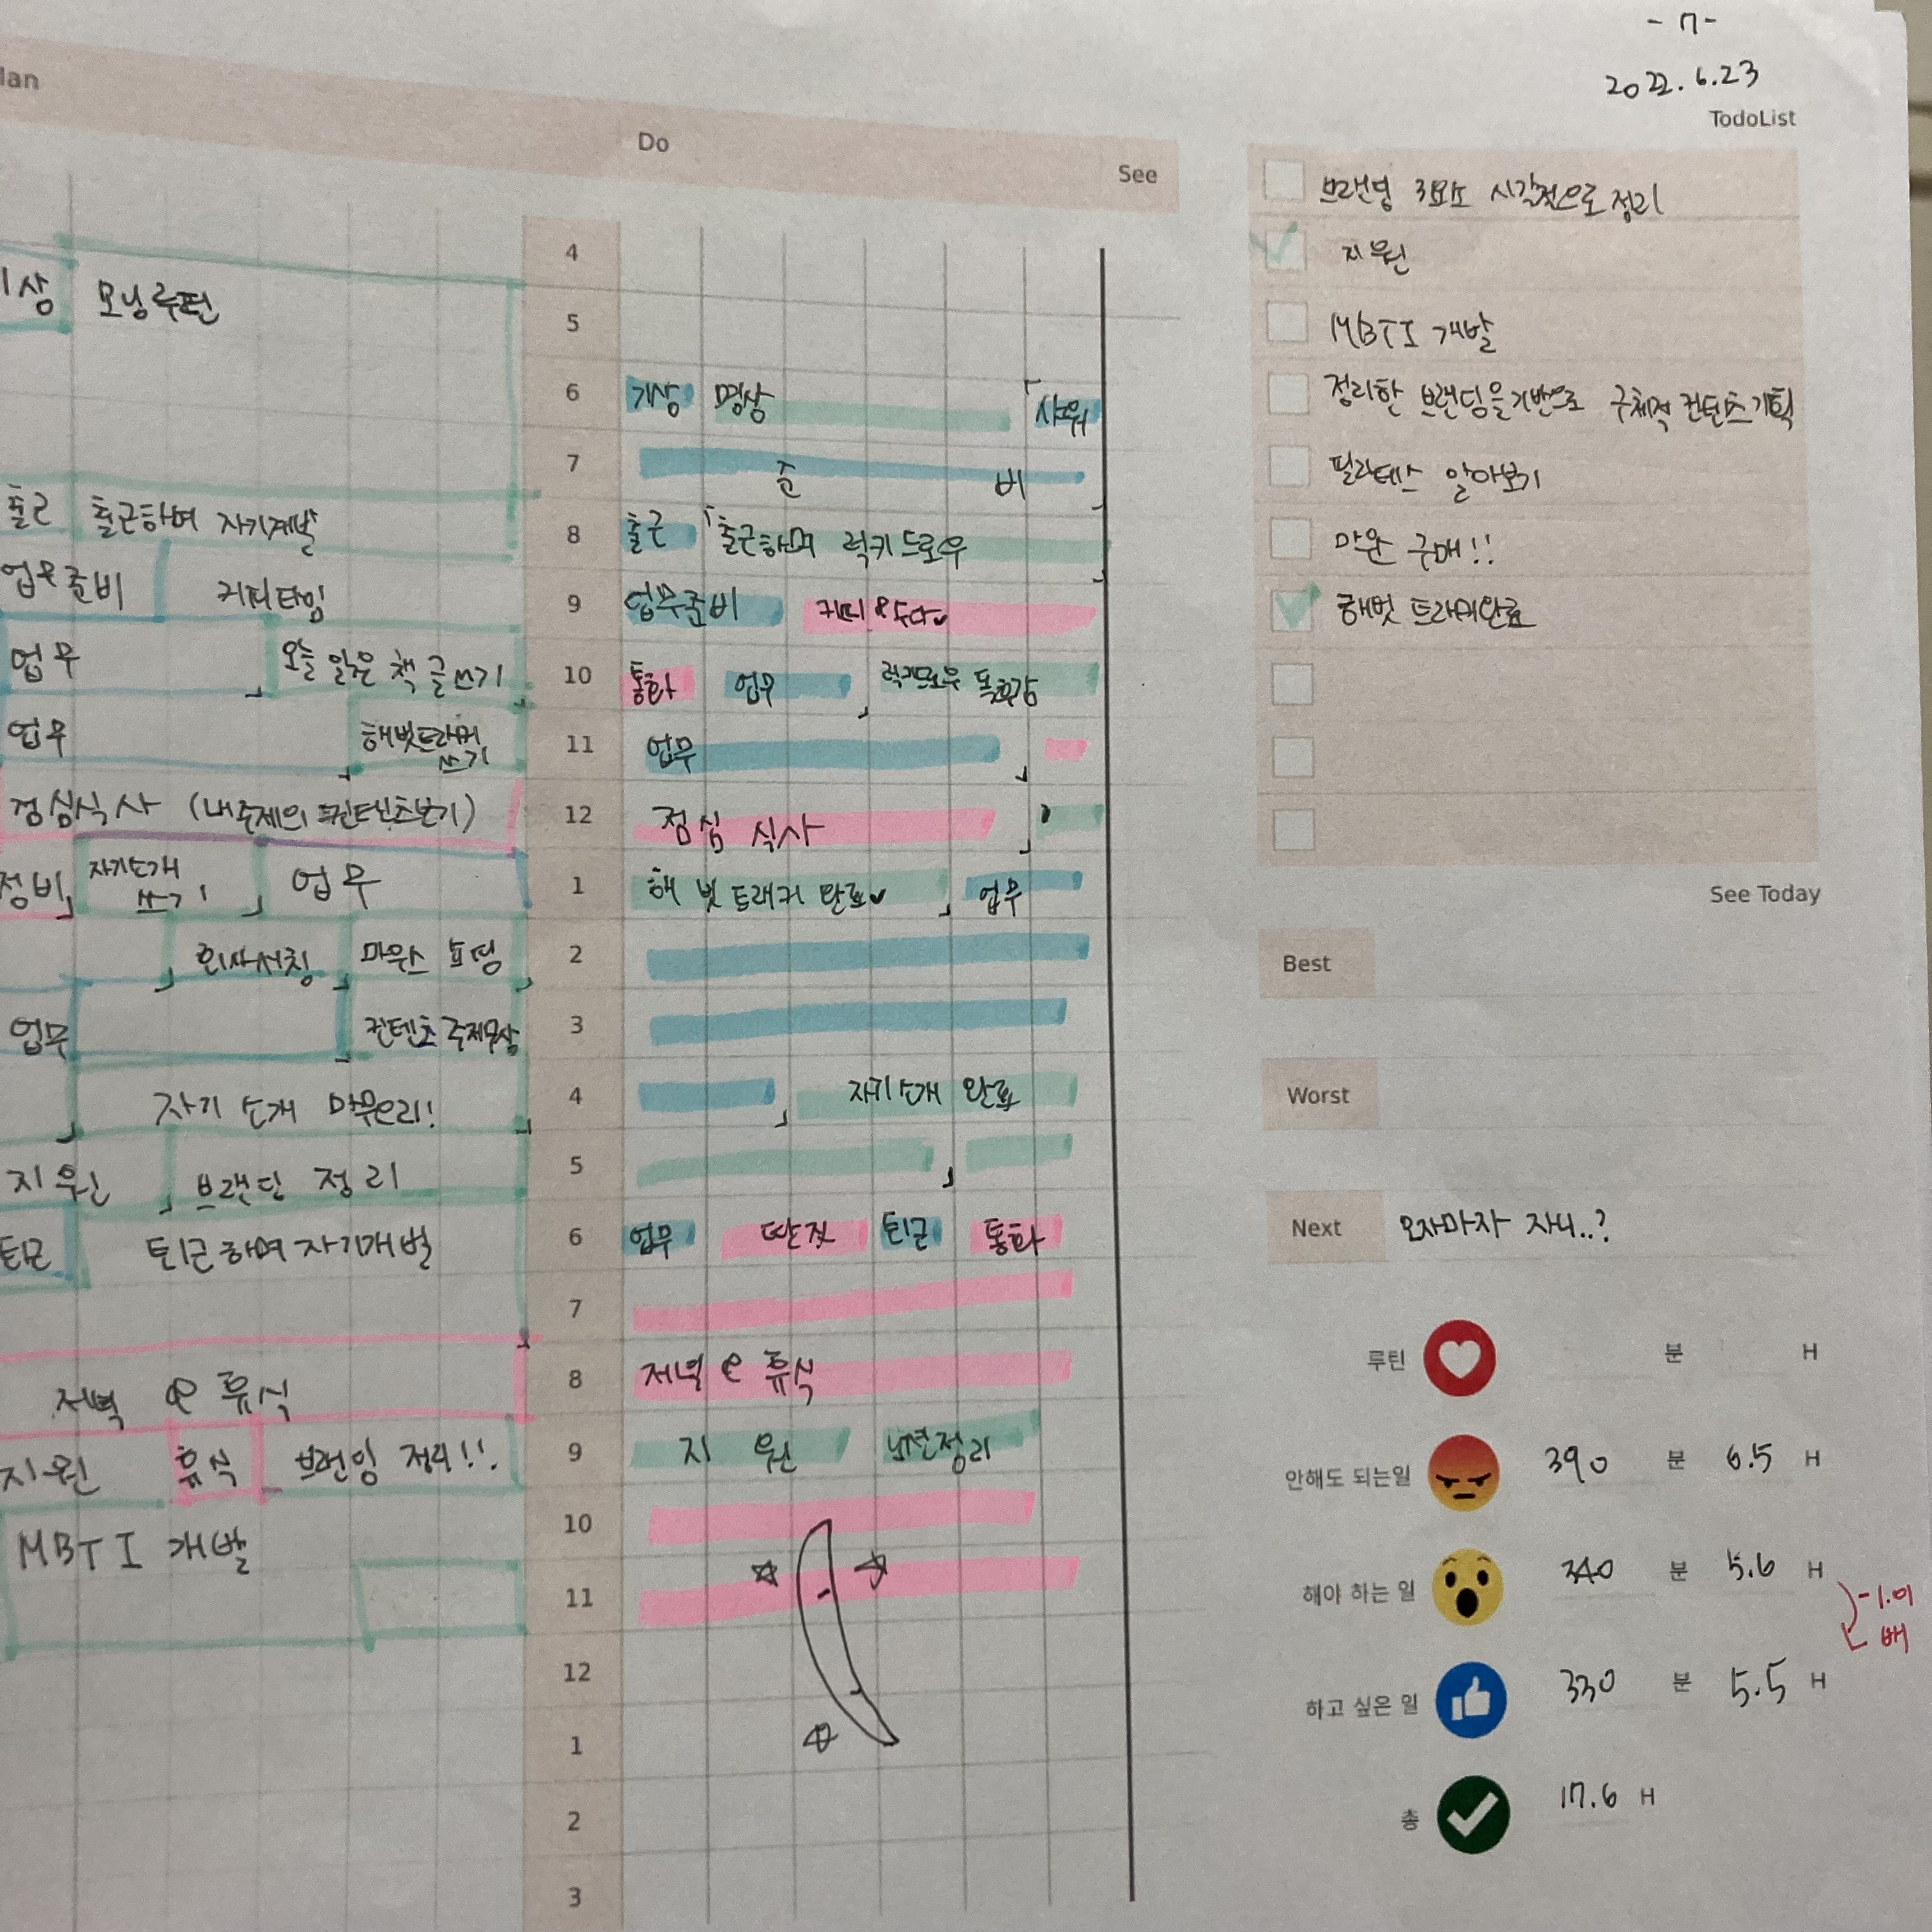 - 17 -
2022.6.23
lan
Do
See
TodoList
기상 모닝루틴
출근 출근하며 자기계발
업무준비 커피타임
업무 오늘 읽은 책 글쓰기
업무 해빗트래커 쓰기
점심식사 (내 주제의 컨텐츠보기)
정비 자기소개 쓰기 업무
회사서칭 마우스 쇼핑
업무 컨텐츠 주제구상
자기 소개 마무리!
지원 브랜딩 정리
퇴근 퇴근하며 자기개발
저녁 & 휴식
지원 휴식 브랜딩 정리!!
MBTI 개발
4
5
6 기상 명상 샤워
7 준비
8 출근 출근하며 럭키드로우
9 업무준비 커피&수다
10 통화 업무 럭키드로우 독후감
11 업무
12 점심 식사
1 해빗트래커 완료 업무
2
3
4 자기소개 완료
5
6 업무 딴짓 퇴근 통화
7
8 저녁 & 휴식
9 지원 정리
10
11
12
1
2
3
브랜딩 3요소 시각적으로 정리
지원
MBTI 개발
정리한 브랜딩을 기반으로 구체적 컨텐츠 기획
필라테스 알아보기
마우스 구매!!
해빗 트래커완료
See Today
Best
Worst
Next 오자마자 자니..?
루틴 분 H
안해도 되는일 390 분 6.5 H
해야 하는 일 340 분 5.6 H
-1.01배
하고 싶은 일 330 분 5.5 H
총 17.6 H